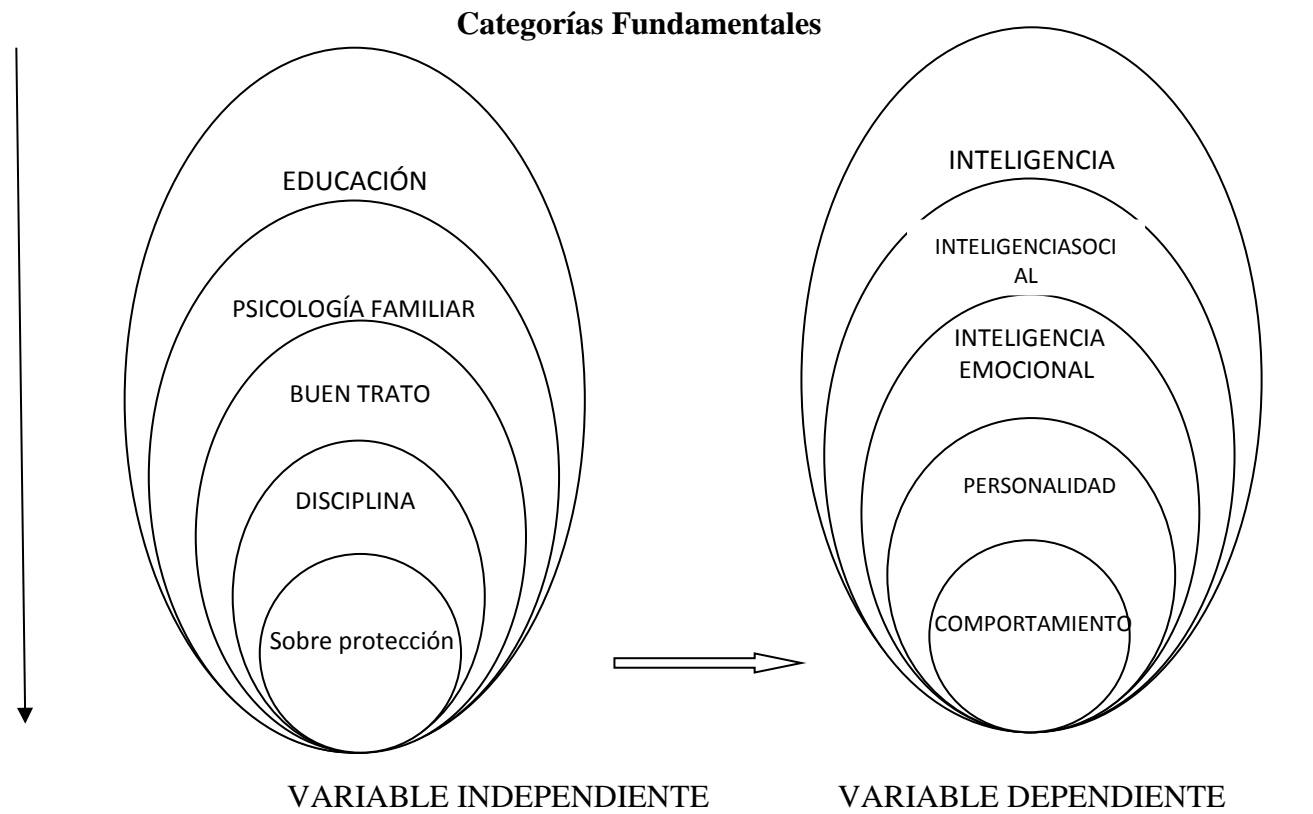 Categorías Fundamentales
EDUCACIÓN
PSICOLOGÍA FAMILIAR
BUEN TRATO
DISCIPLINA
Sobre protección
INTELIGENCIA
INTELIGENCIASOCI
AL
INTELIGENCIA
EMOCIONAL
PERSONALIDAD
COMPORTAMIENTO
VARIABLE INDEPENDIENTE
VARIABLE DEPENDIENTE